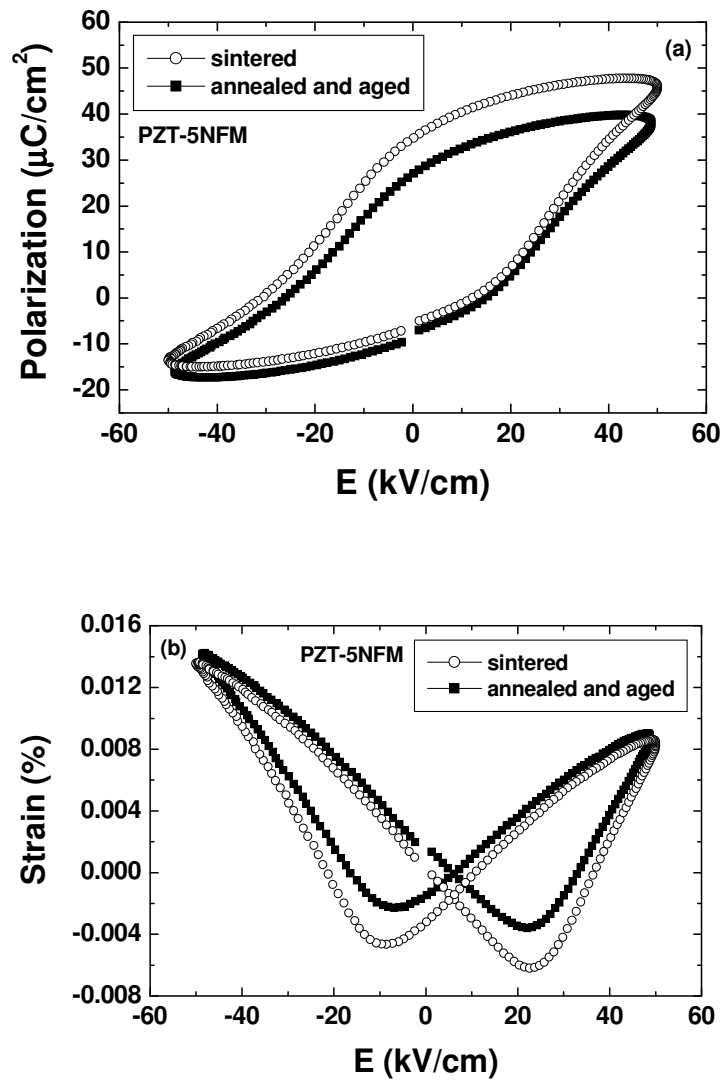 60
50
40
30
20
10
0
-10
-20
Polarization (μC/cm²)
sintered
annealed and aged
(a)
PZT-5NFM
-60 -40 -20 0 20 40 60
E (kV/cm)
0.016
0.012
0.008
0.004
0.000
-0.004
-0.008
Strain (%)
(b)
PZT-5NFM
sintered
annealed and aged
-60 -40 -20 0 20 40 60
E (kV/cm)